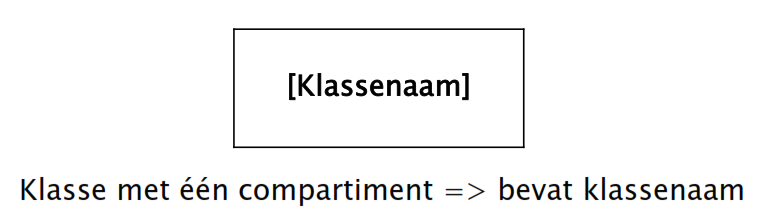 [Klassenaam]
Klasse met één compartiment => bevat klassenaam